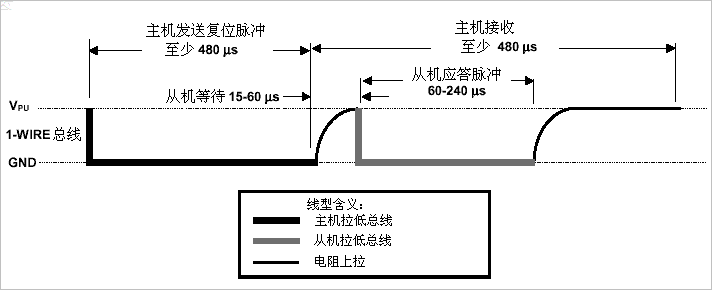 主机发送复位脉冲
至少 480 µs
主机接收
至少 480 µs
从机应答脉冲
60-240 µs
从机等待 15-60 µs
VPU
1-WIRE 总线
GND
线型含义:
主机拉低总线
从机拉低总线
电阻上拉